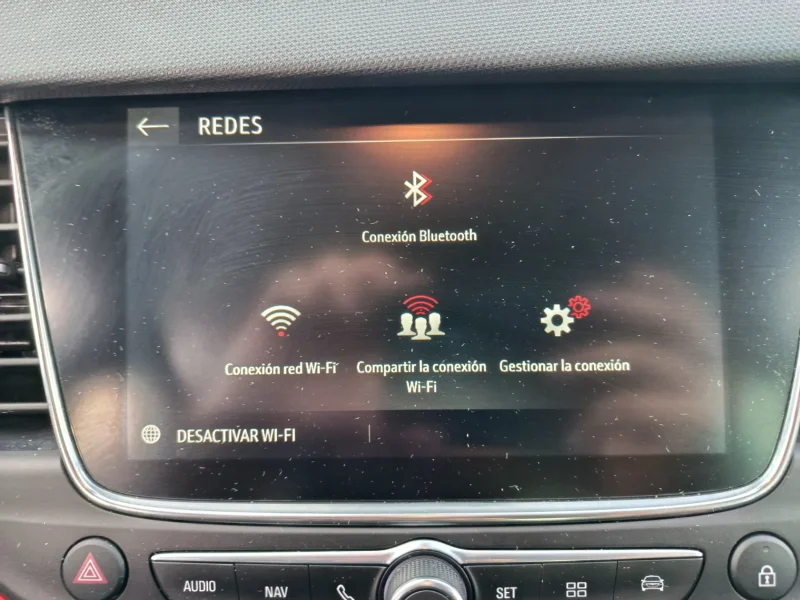 REDES
Conexión Bluetooth
Conexión red Wi-Fi
Compartir la conexión
Wi-Fi
Gestionar la conexión
DESACTIVAR WI-FI
AUDIO
NAV
SET